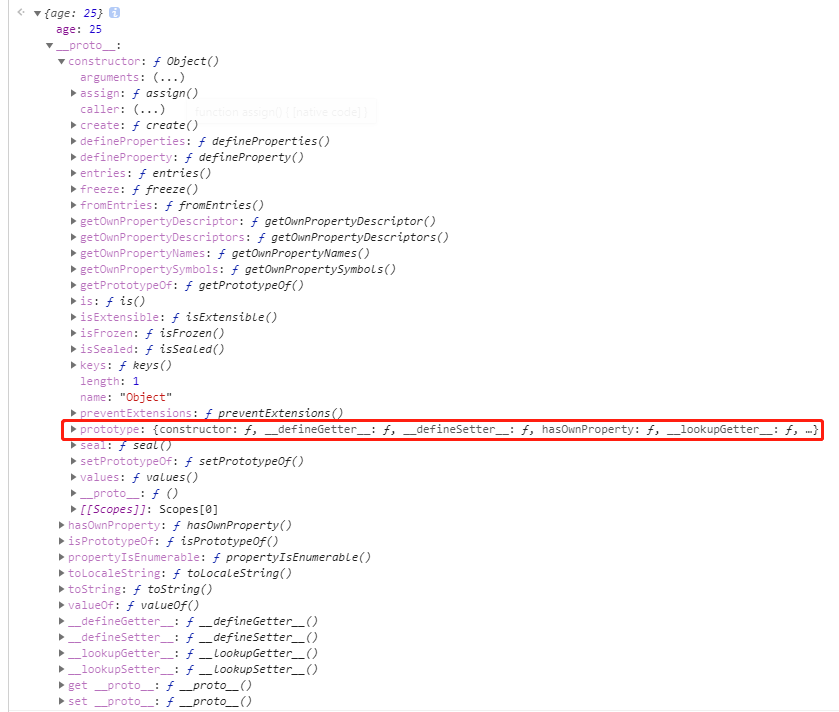 {age: 25} i
age: 25
__proto__:
constructor: ƒ Object()
arguments: (...)
assign: ƒ assign()
caller: (...)
function assign() { [native code] }
create: ƒ create()
defineProperties: ƒ defineProperties()
defineProperty: ƒ defineProperty()
entries: ƒ entries()
freeze: ƒ freeze()
fromEntries: ƒ fromEntries()
getOwnPropertyDescriptor: ƒ getOwnPropertyDescriptor()
getOwnPropertyDescriptors: ƒ getOwnPropertyDescriptors()
getOwnPropertyNames: ƒ getOwnPropertyNames()
getOwnPropertySymbols: ƒ getOwnPropertySymbols()
getPrototypeOf: ƒ getPrototypeOf()
is: ƒ is()
isExtensible: ƒ isExtensible()
isFrozen: ƒ isFrozen()
isSealed: ƒ isSealed()
keys: ƒ keys()
length: 1
name: "Object"
preventExtensions: ƒ preventExtensions()
prototype: {constructor: ƒ, __defineGetter__: ƒ, __defineSetter__: ƒ, hasOwnProperty: ƒ, __lookupGetter__: ƒ, …}
seal: ƒ seal()
setPrototypeOf: ƒ setPrototypeOf()
values: ƒ values()
__proto__: ƒ ()
[[Scopes]]: Scopes[0]
hasOwnProperty: ƒ hasOwnProperty()
isPrototypeOf: ƒ isPrototypeOf()
propertyIsEnumerable: ƒ propertyIsEnumerable()
toLocaleString: ƒ toLocaleString()
toString: ƒ toString()
valueOf: ƒ valueOf()
__defineGetter__: ƒ __defineGetter__()
__defineSetter__: ƒ __defineSetter__()
__lookupGetter__: ƒ __lookupGetter__()
__lookupSetter__: ƒ __lookupSetter__()
get __proto__: ƒ __proto__()
set __proto__: ƒ __proto__()